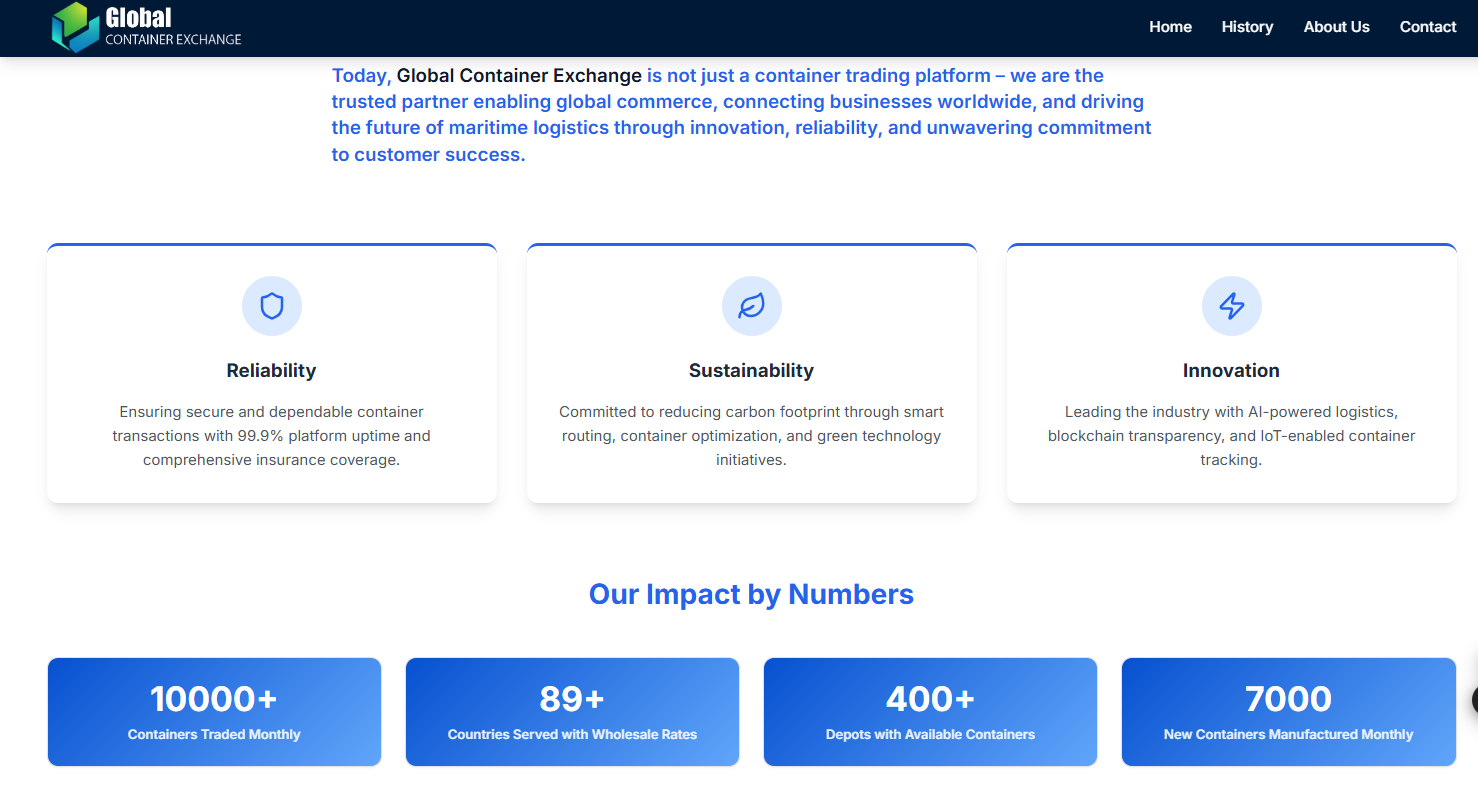 Global
CONTAINER EXCHANGE
Home
History
About Us
Contact
Today, Global Container Exchange is not just a container trading platform – we are the
trusted partner enabling global commerce, connecting businesses worldwide, and driving
the future of maritime logistics through innovation, reliability, and unwavering commitment
to customer success.
Reliability
Ensuring secure and dependable container
transactions with 99.9% platform uptime and
comprehensive insurance coverage.
Sustainability
Committed to reducing carbon footprint through smart
routing, container optimization, and green technology
initiatives.
Innovation
Leading the industry with AI-powered logistics,
blockchain transparency, and IoT-enabled container
tracking.
Our Impact by Numbers
10000+
Containers Traded Monthly
89+
Countries Served with Wholesale Rates
400+
Depots with Available Containers
7000
New Containers Manufactured Monthly